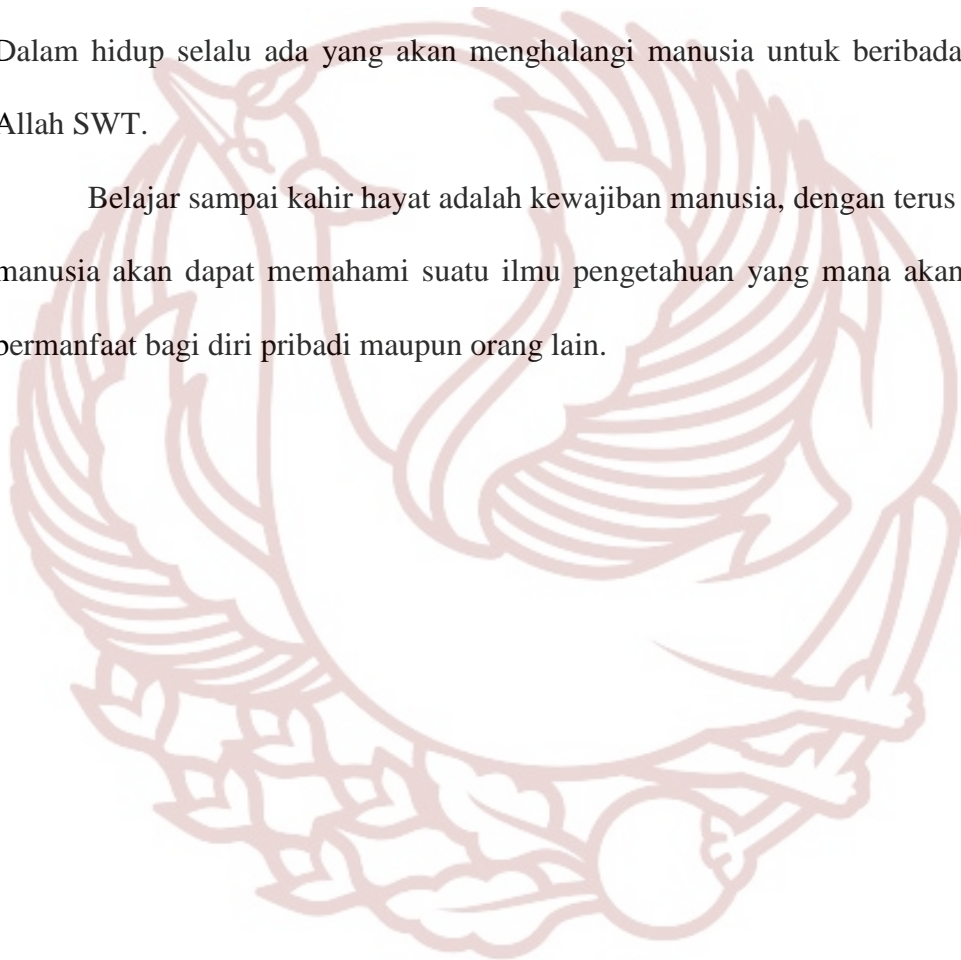 Dalam hidup selalu ada yang akan menghalangi manusia untuk beribada
Allah SWT.
Belajar sampai kahir hayat adalah kewajiban manusia, dengan terus
manusia akan dapat memahami suatu ilmu pengetahuan yang mana akan
bermanfaat bagi diri pribadi maupun orang lain.